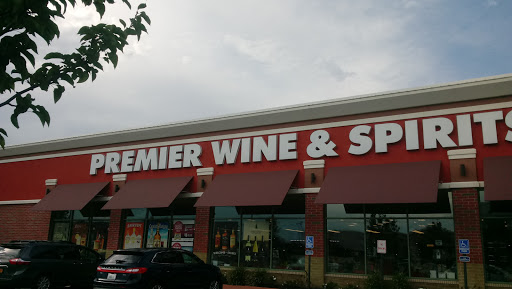 PREMIER WINE & SPIRITS